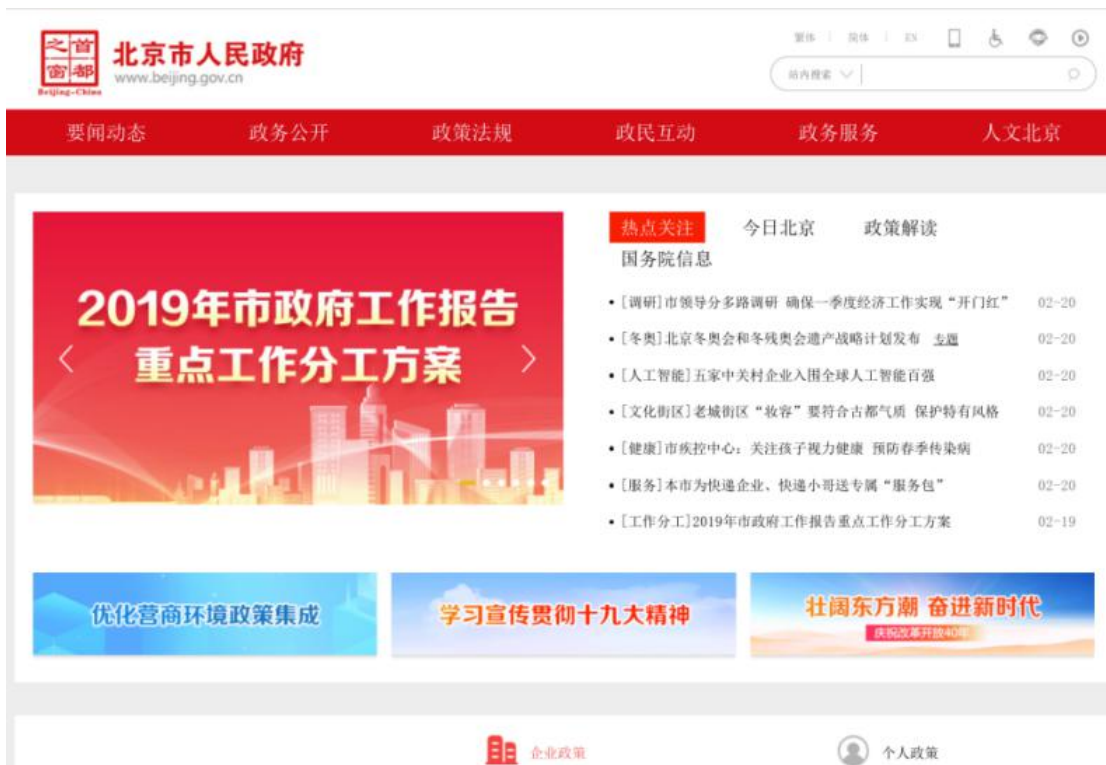 首都之窗
Beijing-China
北京市人民政府
www.beijing.gov.cn
繁体 | 简体 | EN
站内搜索
要闻动态 政务公开 政策法规 政民互动 政务服务 人文北京
2019年市政府工作报告
重点工作分工方案
热点关注 今日北京 政策解读
国务院信息
• [调研]市领导分多路调研 确保一季度经济工作实现“开门红” 02-20
• [冬奥]北京冬奥会和冬残奥会遗产战略计划发布 专题 02-20
• [人工智能]五家中关村企业入围全球人工智能百强 02-20
• [文化街区]老城街区“妆容”要符合古都气质 保护特有风格 02-20
• [健康]市疾控中心：关注孩子视力健康 预防春季传染病 02-20
• [服务]本市为快递企业、快递小哥送专属“服务包” 02-20
• [工作分工]2019年市政府工作报告重点工作分工方案 02-19
优化营商环境政策集成
学习宣传贯彻十九大精神
壮阔东方潮 奋进新时代
庆祝改革开放40年
企业政策
个人政策